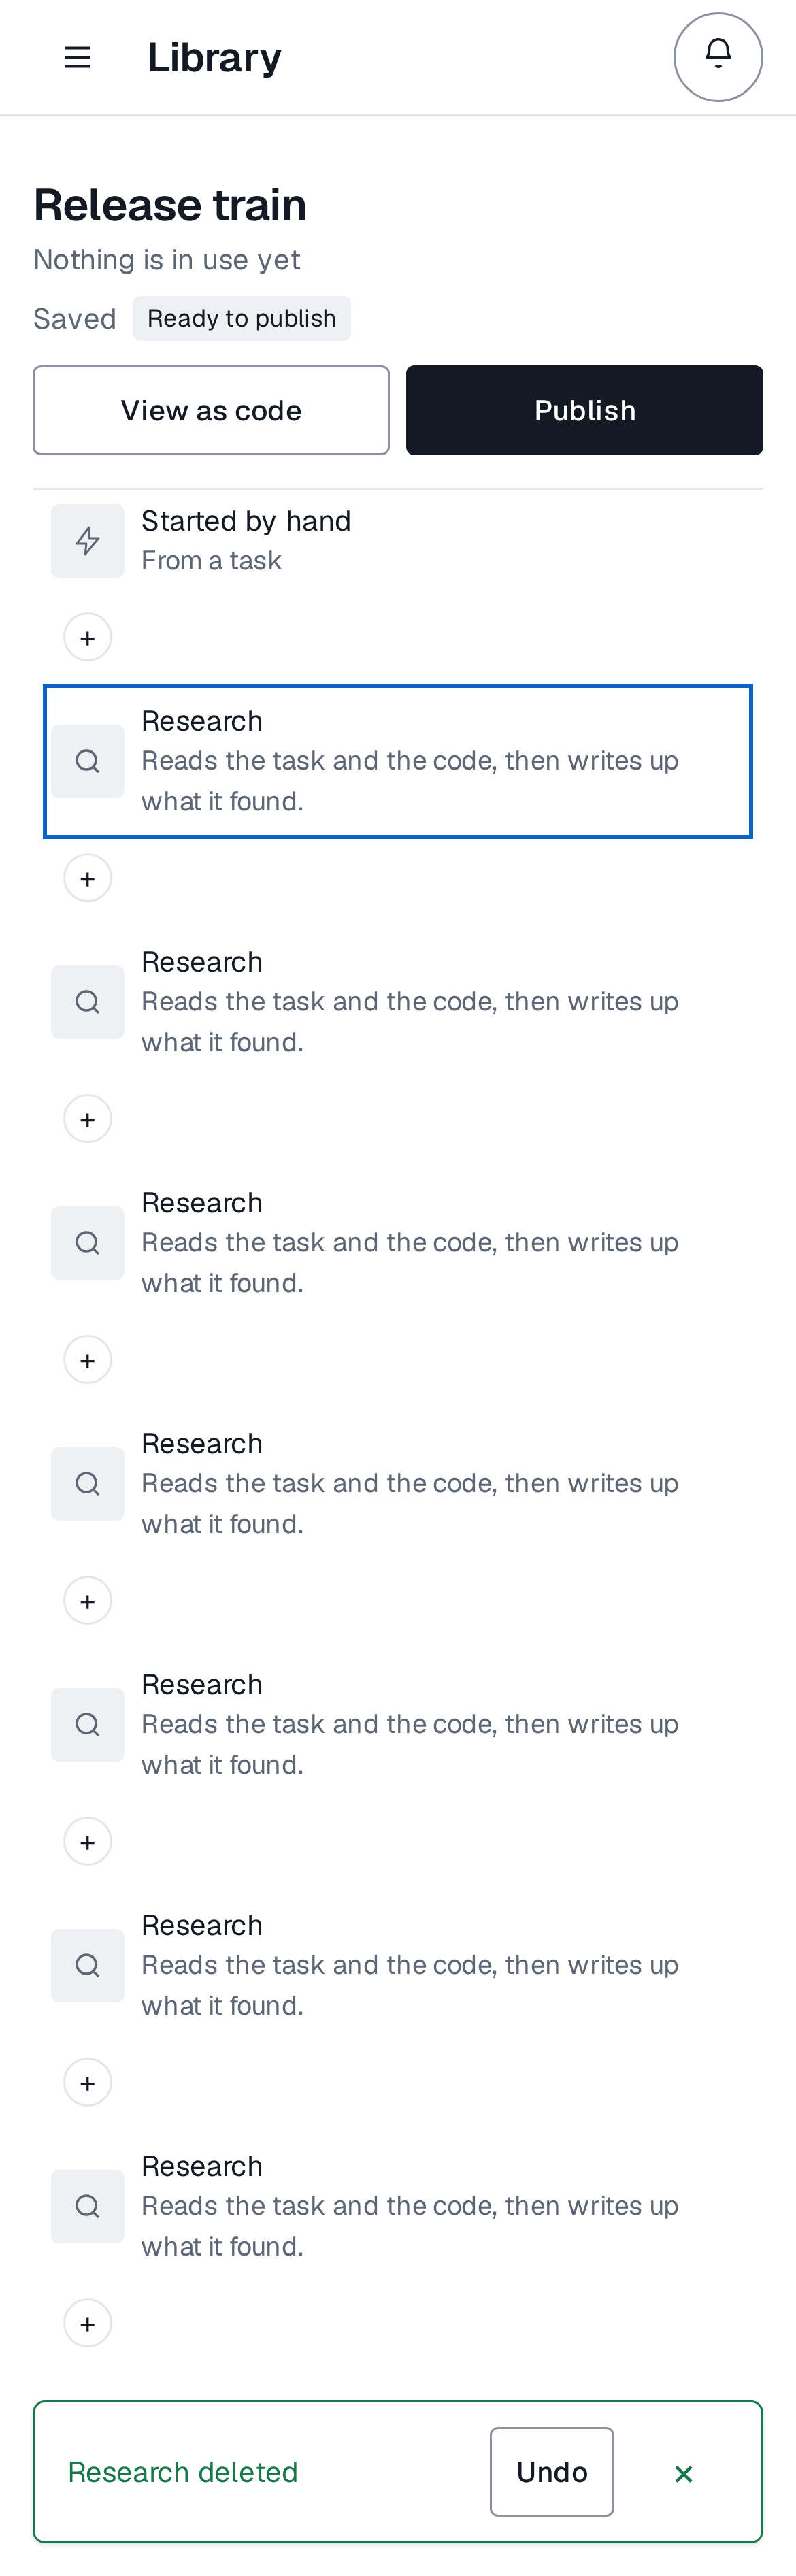 Library
Release train
Nothing is in use yet
Saved
Ready to publish
View as code
Publish
Started by hand
From a task
+
Research
Reads the task and the code, then writes up
what it found.
+
Research
Reads the task and the code, then writes up
what it found.
+
Research
Reads the task and the code, then writes up
what it found.
+
Research
Reads the task and the code, then writes up
what it found.
+
Research
Reads the task and the code, then writes up
what it found.
+
Research
Reads the task and the code, then writes up
what it found.
+
Research
Reads the task and the code, then writes up
what it found.
+
Research deleted
Undo
×